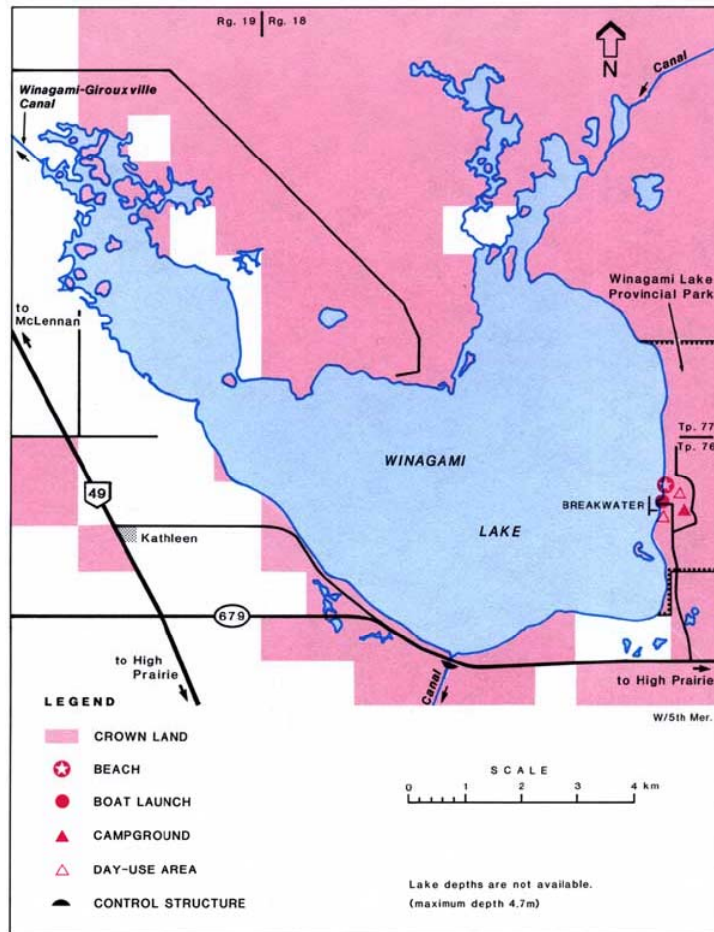 Rg. 19 Rg. 18
N
Canal
Winagami-Girouxville
Canal
Winagami Lake
Provincial Park
to
McLennan
Tp. 77
Tp. 76
WINAGAMI
LAKE
49
BREAKWATER
Kathleen
679
to High
Prairie
Canal
to High Prairie
W/5th Mer.
LEGEND
CROWN LAND
BEACH
BOAT LAUNCH
CAMPGROUND
DAY-USE AREA
CONTROL STRUCTURE
SCALE
0 1 2 3 4 km
Lake depths are not available.
(maximum depth 4.7m)